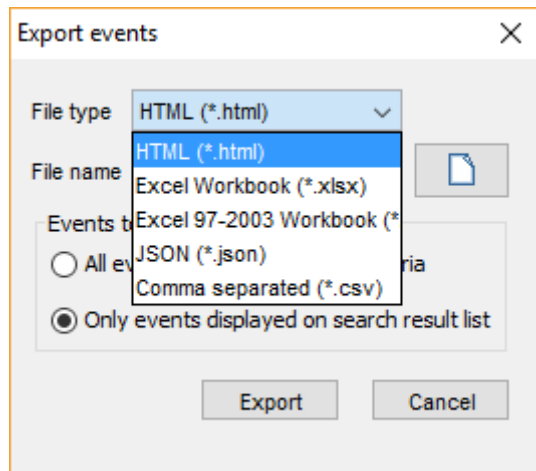 Export events
File type HTML (*.html)
HTML (*.html)
File name
Excel Workbook (*.xlsx)
Excel 97-2003 Workbook (*
Events t
JSON (*.json)
All ev ria
Comma separated (*.csv)
Only events displayed on search result list
Export Cancel